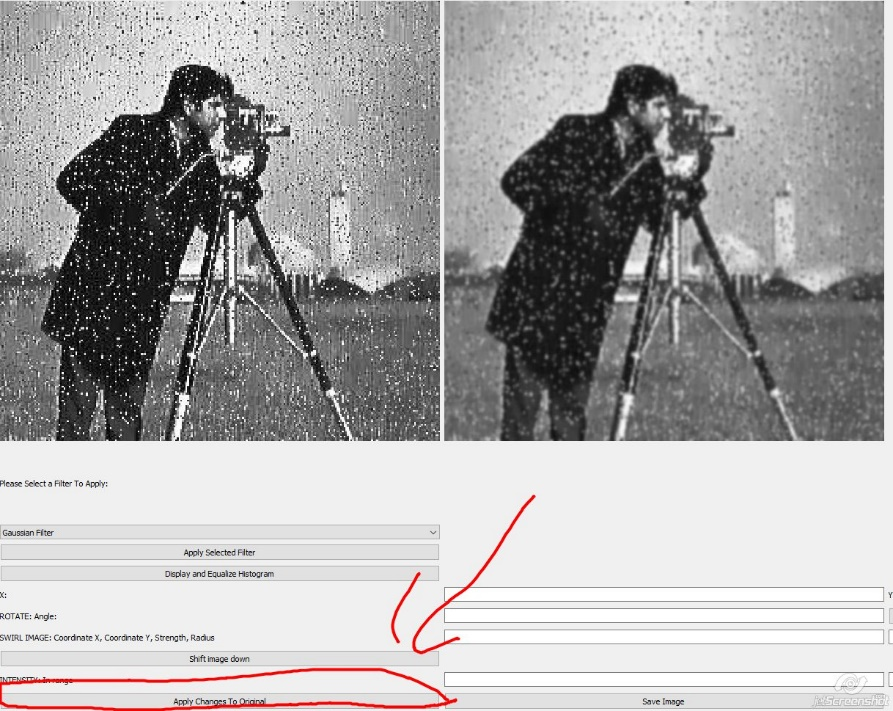 Please Select a Filter To Apply:
Gaussian Filter
Apply Selected Filter
Display and Equalize Histogram
X:
Y
ROTATE: Angle:
SWIRL IMAGE: Coordinate X, Coordinate Y, Strength, Radius
Shift image down
INTENSITY: In range
Apply Changes To Original
Save Image
jetScreenshot